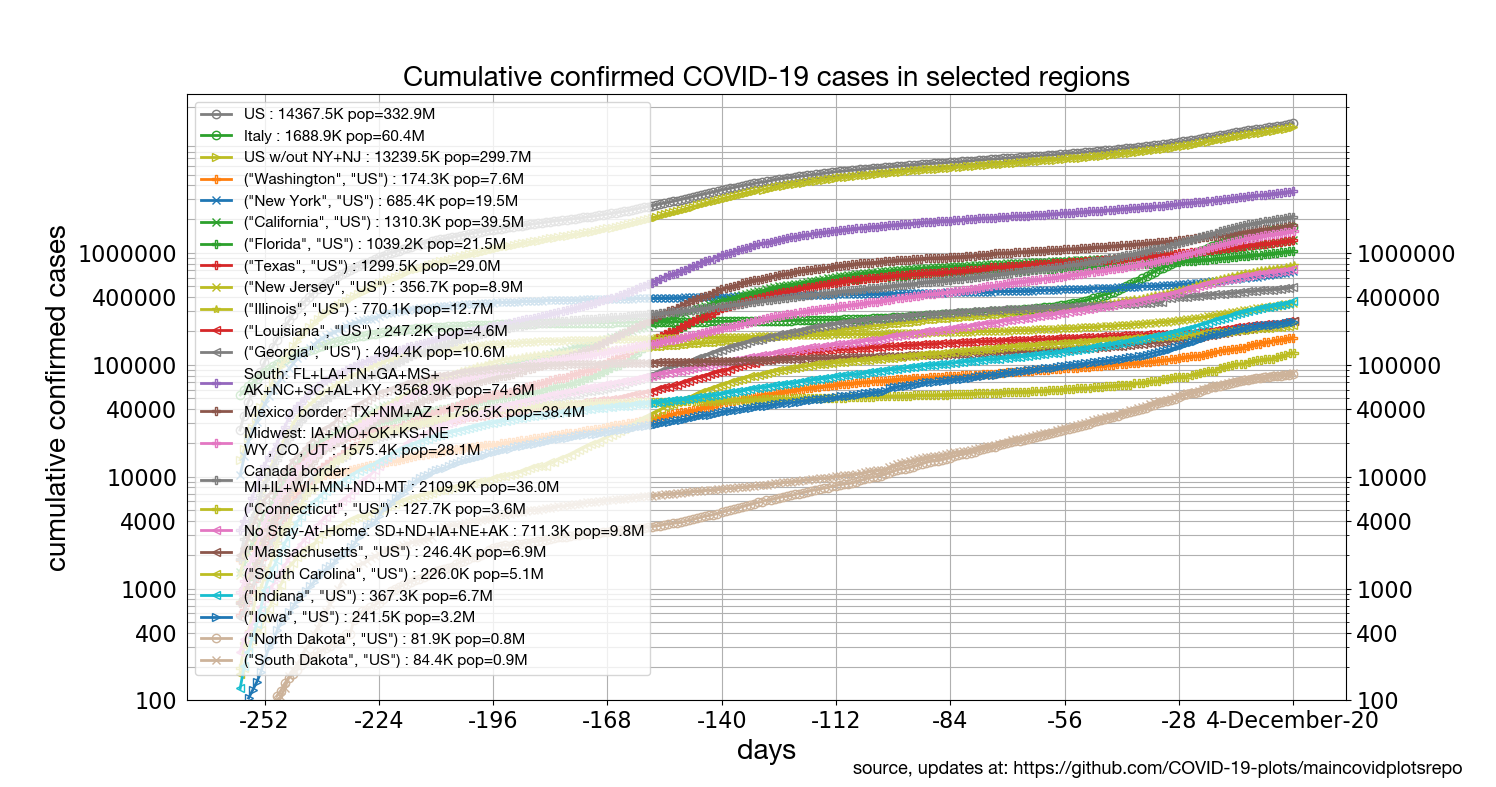 Cumulative confirmed COVID-19 cases in selected regions
US : 14367.5K pop=332.9M
Italy : 1688.9K pop=60.4M
US w/out NY+NJ : 13239.5K pop=299.7M
("Washington", "US") : 174.3K pop=7.6M
("New York", "US") : 685.4K pop=19.5M
("California", "US") : 1310.3K pop=39.5M
("Florida", "US") : 1039.2K pop=21.5M
("Texas", "US") : 1299.5K pop=29.0M
("New Jersey", "US") : 356.7K pop=8.9M
("Illinois", "US") : 770.1K pop=12.7M
("Louisiana", "US") : 247.2K pop=4.6M
("Georgia", "US") : 494.4K pop=10.6M
South: FL+LA+TN+GA+MS+
AK+NC+SC+AL+KY : 3568.9K pop=74.6M
Mexico border: TX+NM+AZ : 1756.5K pop=38.4M
Midwest: IA+MO+OK+KS+NE
WY, CO, UT : 1575.4K pop=28.1M
Canada border:
MI+IL+WI+MN+ND+MT : 2109.9K pop=36.0M
("Connecticut", "US") : 127.7K pop=3.6M
No Stay-At-Home: SD+ND+IA+NE+AK : 711.3K pop=9.8M
("Massachusetts", "US") : 246.4K pop=6.9M
("South Carolina", "US") : 226.0K pop=5.1M
("Indiana", "US") : 367.3K pop=6.7M
("Iowa", "US") : 241.5K pop=3.2M
("North Dakota", "US") : 81.9K pop=0.8M
("South Dakota", "US") : 84.4K pop=0.9M
cumulative confirmed cases
1000000
400000
100000
40000
10000
4000
1000
400
100
1000000
400000
100000
40000
10000
4000
1000
400
100
-252 -224 -196 -168 -140 -112 -84 -56 -28 4-December-20
days
source, updates at: https://github.com/COVID-19-plots/maincovidplotsrepo